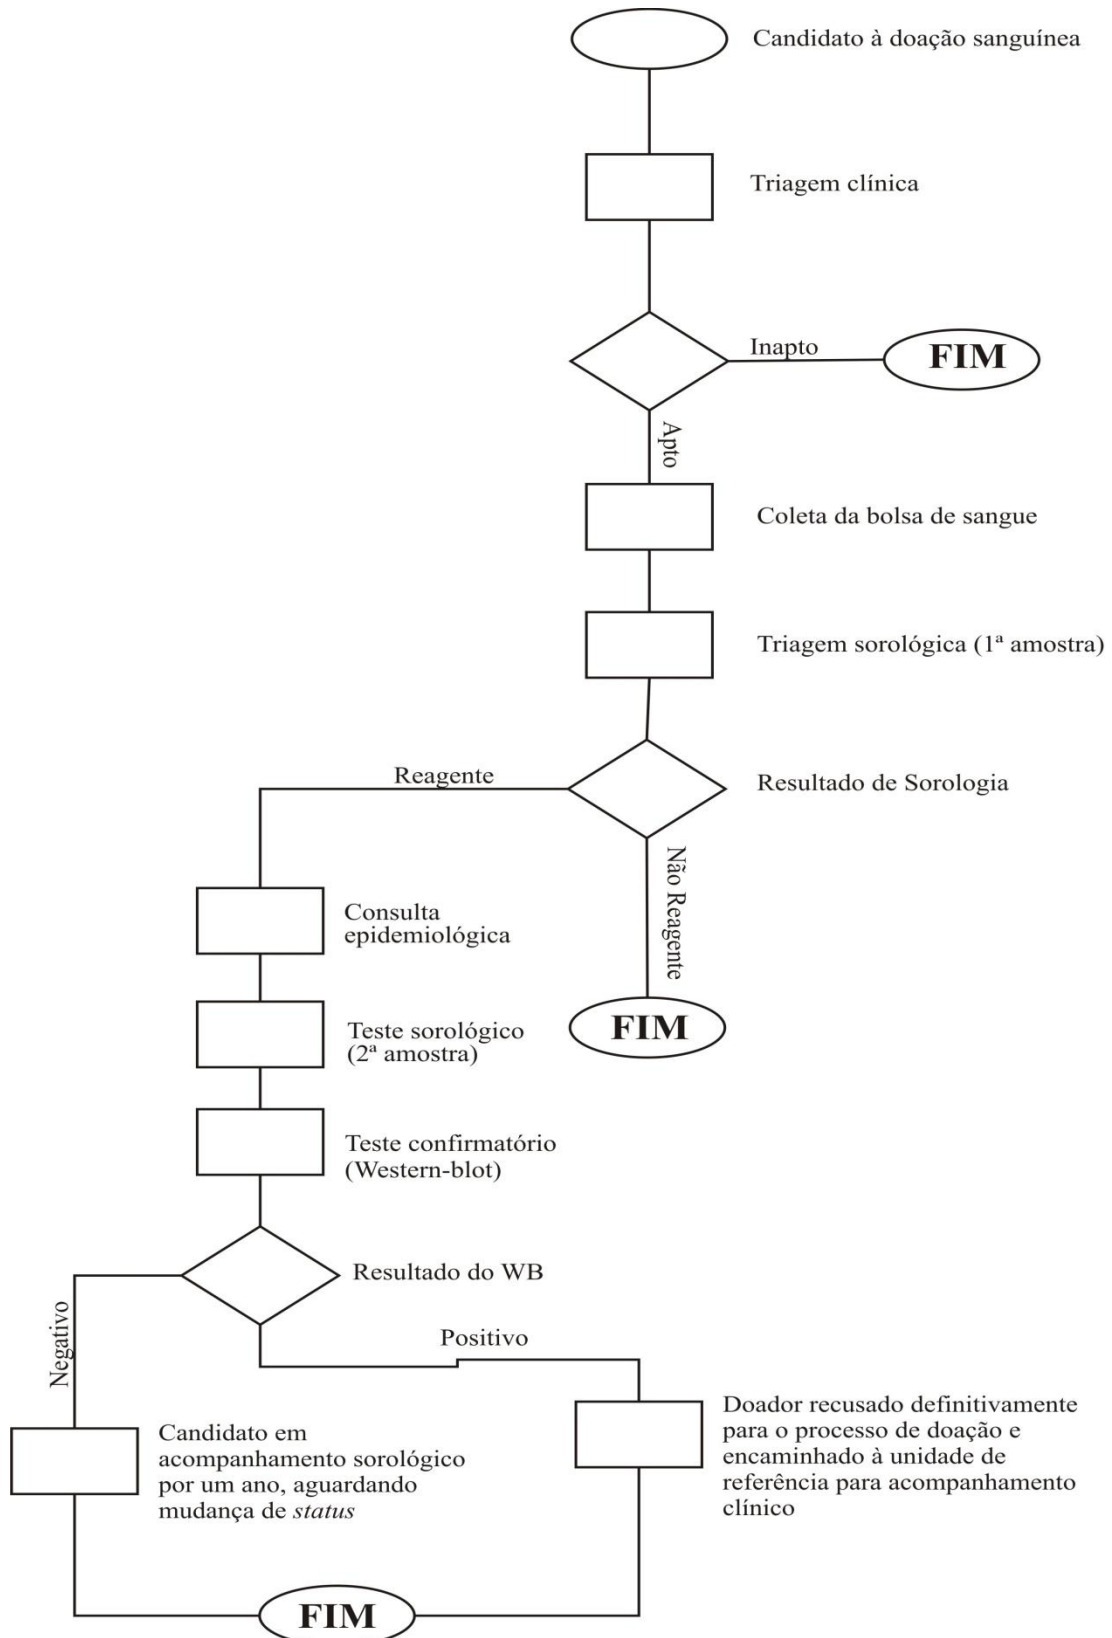 Candidato à doação sanguínea
Triagem clínica
Inapto
FIM
Apto
Coleta da bolsa de sangue
Triagem sorológica (1ª amostra)
Resultado de Sorologia
Reagente
Não Reagente
FIM
Consulta
epidemiológica
Teste sorológico
(2ª amostra)
Teste confirmatório
(Western-blot)
Resultado do WB
Negativo
Positivo
Candidato em
acompanhamento sorológico
por um ano, aguardando
mudança de status
Doador recusado definitivamente
para o processo de doação e
encaminhado à unidade de
referência para acompanhamento
clínico
FIM